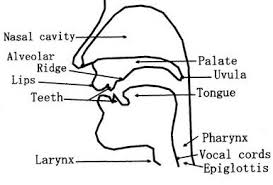 Nasal cavity
Alveolar
Ridge
Lips
Teeth
Larynx
Palate
Uvula
Tongue
Pharynx
Vocal cords
Epiglottis